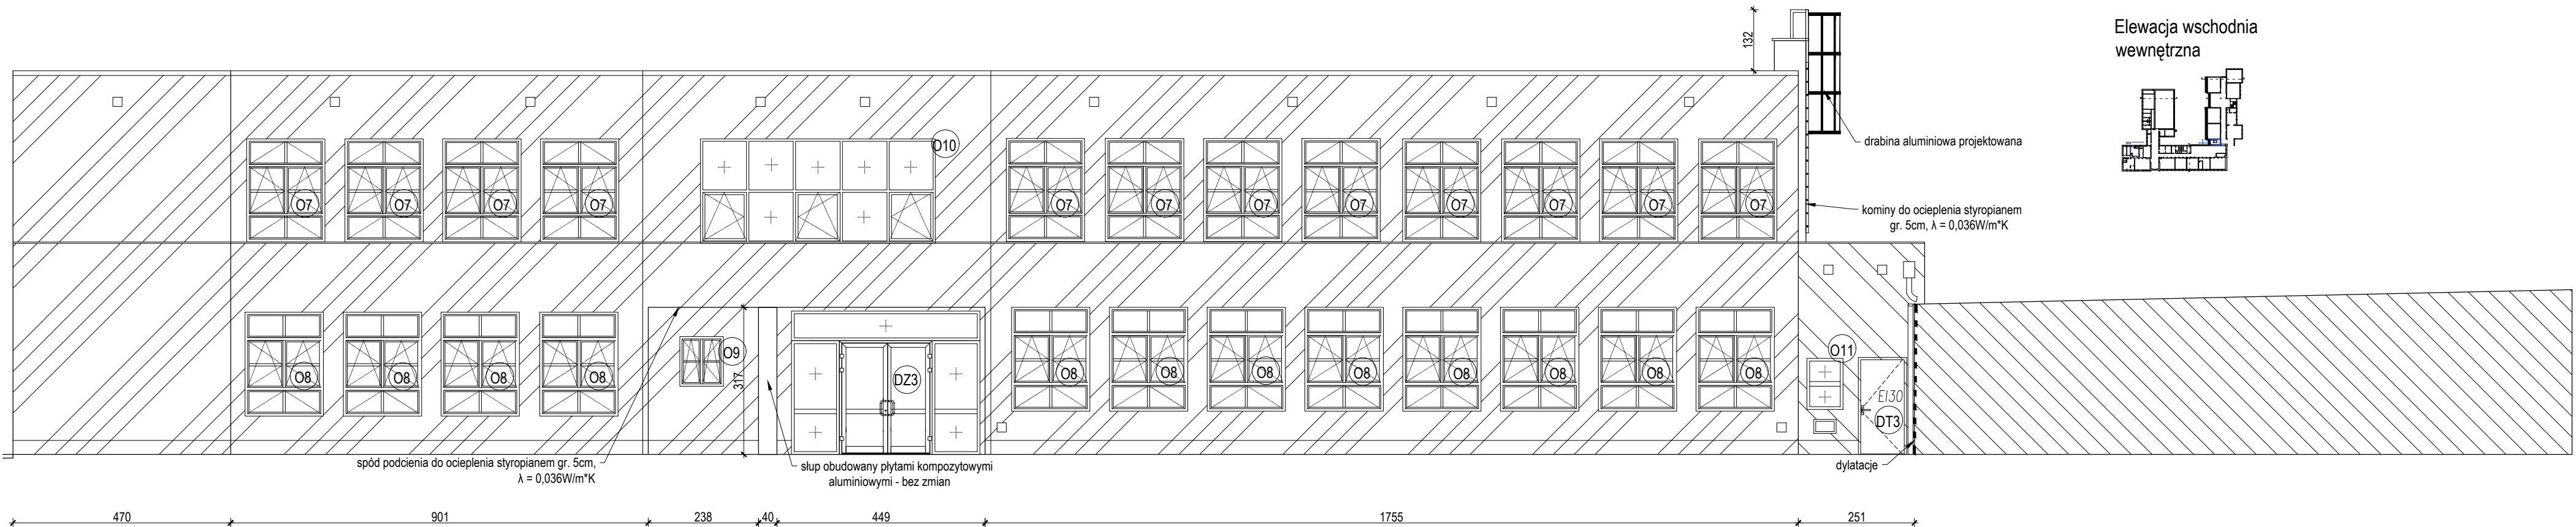 Elewacja wschodnia
wewnętrzna
132
drabina aluminiowa projektowana
kominy do ocieplenia styropianem
gr. 5cm, λ = 0,036W/m*K
O10
O7
O7
O7
O7
O7
O7
O7
O7
O7
O7
O7
O7
O8
O8
O8
O8
O9
317
DZ3
O8
O8
O8
O8
O8
O8
O8
O8
O11
EI30
DT3
spód podcienia do ocieplenia styropianem gr. 5cm,
λ = 0,036W/m*K
słup obudowany płytami kompozytowymi
aluminiowymi - bez zmian
dylatacje
470
901
238
40
449
1755
251